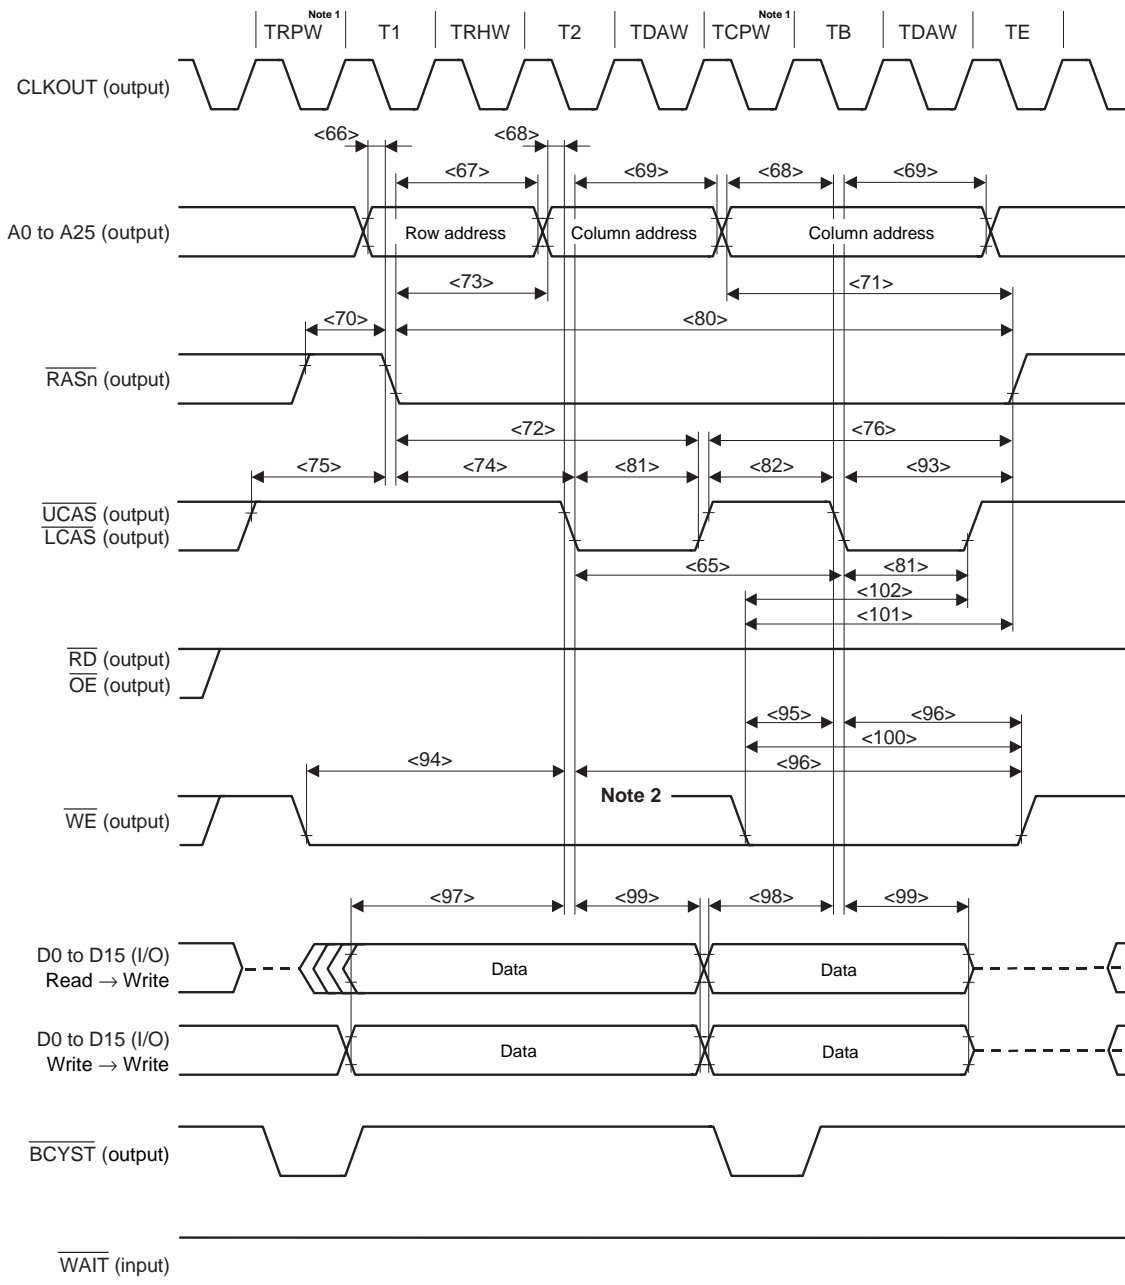 TRPW Note 1 T1 TRHW T2 TDAW TCPW Note 1 TB TDAW TE
CLKOUT (output)
<66> <68>
<67> <69> <68> <69>
A0 to A25 (output) Row address Column address Column address
<73> <71>
<70> <80>
RASn (output)
<72> <76>
<75> <74> <81> <82> <93>
UCAS (output)
LCAS (output)
<65> <81>
<102>
<101>
RD (output)
OE (output)
<95> <96>
<100>
<94> <96>
Note 2
WE (output)
<97> <99> <98> <99>
D0 to D15 (I/O)
Read → Write
Data Data
D0 to D15 (I/O)
Write → Write
Data Data
BCYST (output)
WAIT (input)